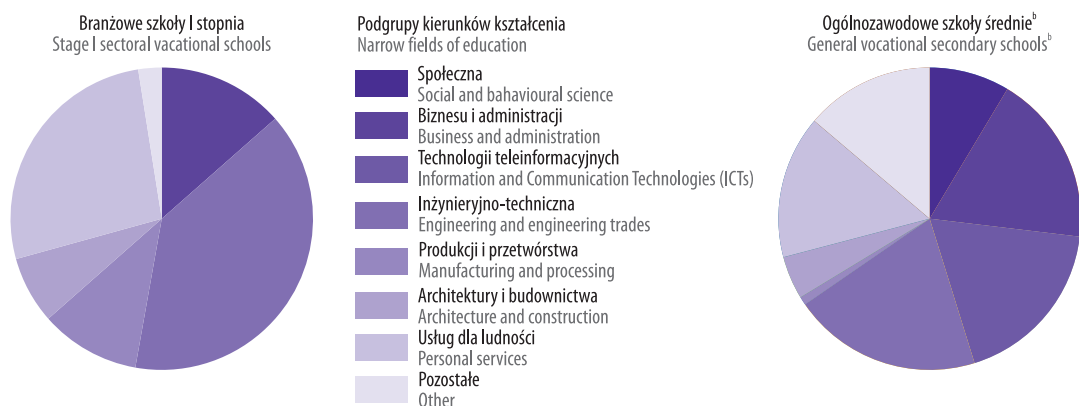 Branżowe szkoły I stopnia
Stage I sectoral vacational schools
Podgrupy kierunków kształcenia
Narrow fields of education
Społeczna
Social and bahavioural science
Biznesu i administracji
Business and administration
Technologii teleinformacyjnych
Information and Communication Technologies (ICTs)
Inżynieryjno-techniczna
Engineering and engineering trades
Produkcji i przetwórstwa
Manufacturing and processing
Architektury i budownictwa
Architecture and construction
Usług dla ludności
Personal services
Pozostałe
Other
Ogólnozawodowe szkoły średnieᵇ
General vocational secondary schoolsᵇ